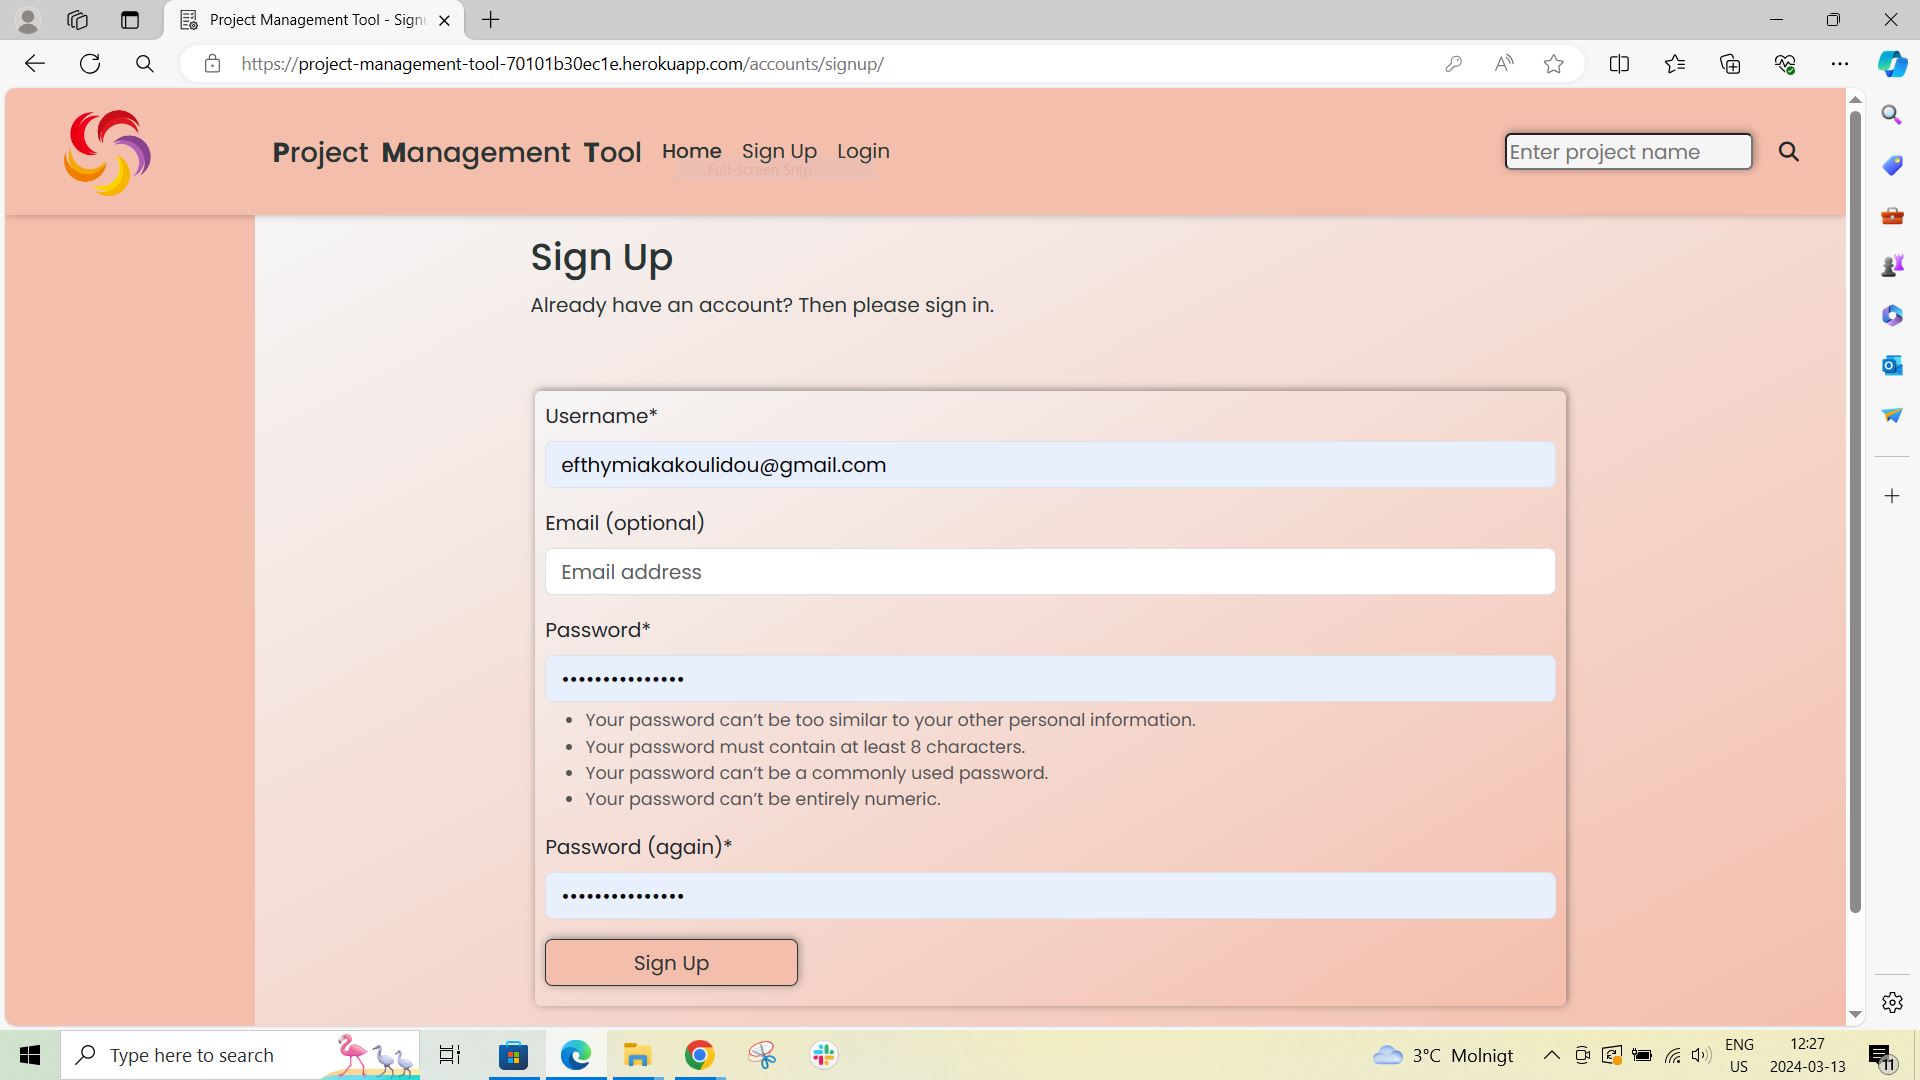 Project Management Tool - Sign
https://project-management-tool-70101b30ec1e.herokuapp.com/accounts/signup/
Project Management Tool Home Sign Up Login
Enter project name
Full-screen Snip
Sign Up
Already have an account? Then please sign in.
Username*
efthymiakakoulidou@gmail.com
Email (optional)
Email address
Password*
•••••••••••••••
• Your password can’t be too similar to your other personal information.
• Your password must contain at least 8 characters.
• Your password can’t be a commonly used password.
• Your password can’t be entirely numeric.
Password (again)*
•••••••••••••••
Sign Up
Type here to search
3°C Molnigt
ENG
US
12:27
2024-03-13
11